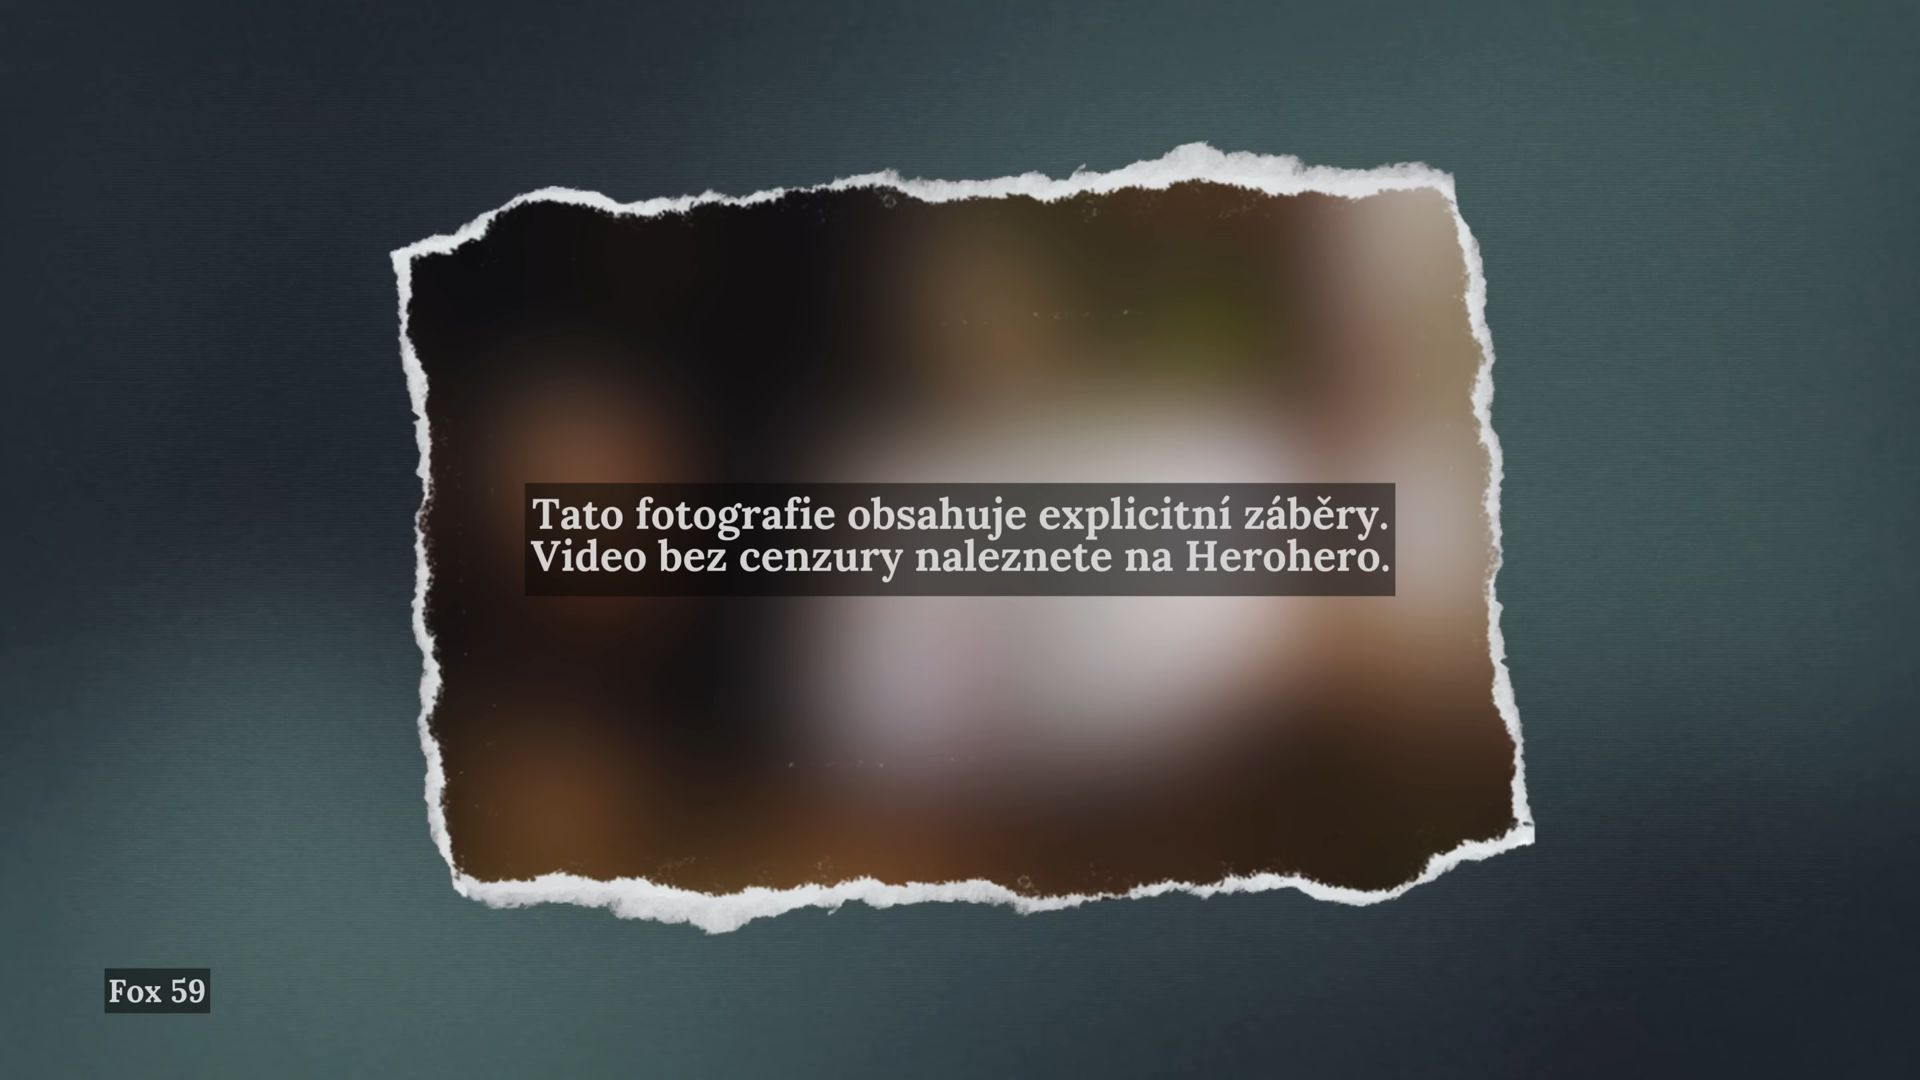 Tato fotografie obsahuje explicitní záběry.
Video bez cenzury naleznete na Herohero.
Fox 59